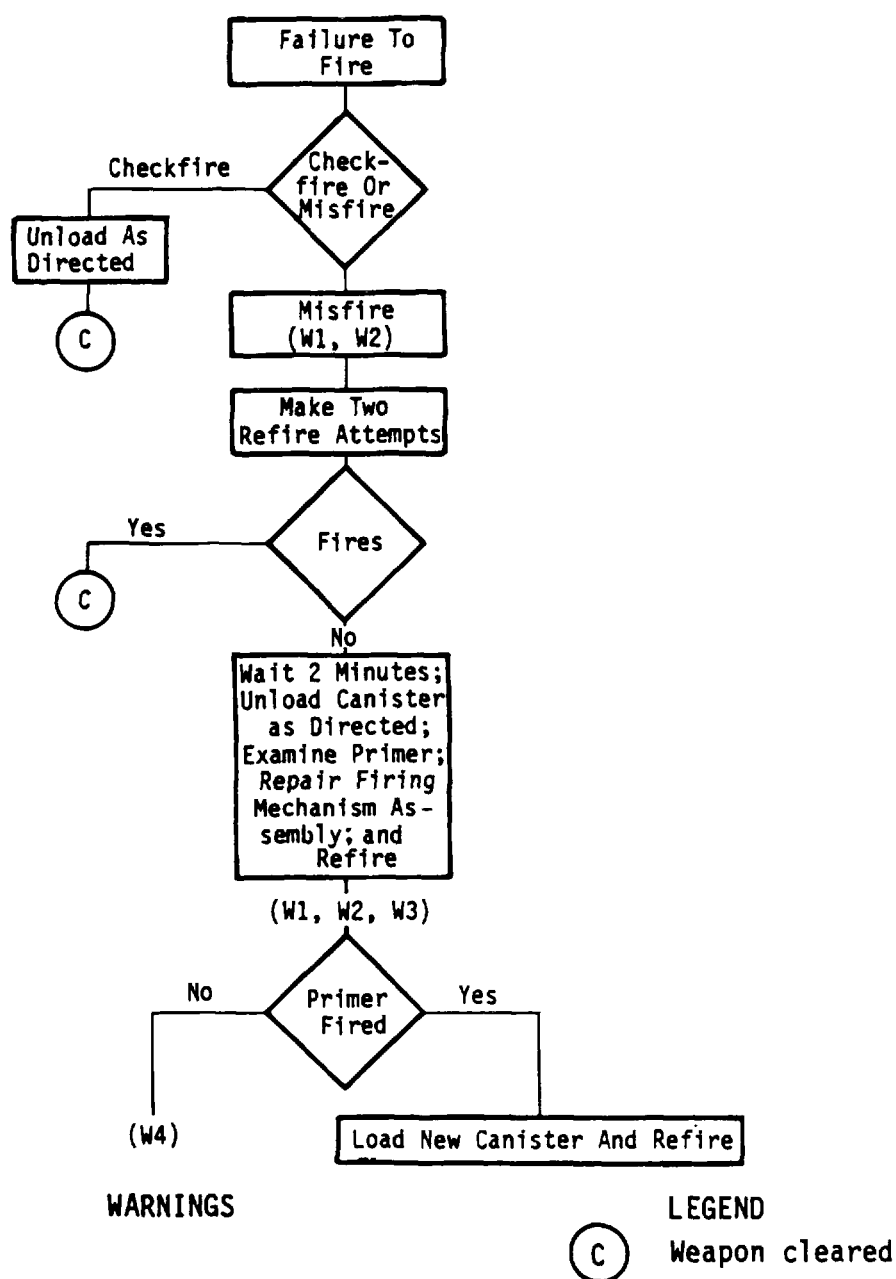 Failure To
Fire
Check-
fire Or
Misfire
Checkfire
Unload As
Directed
C
Misfire
(W1, W2)
Make Two
Refire Attempts
Fires
Yes
C
No
Wait 2 Minutes;
Unload Canister
as Directed;
Examine Primer;
Repair Firing
Mechanism As-
sembly; and
Refire
(W1, W2, W3)
Primer
Fired
No
Yes
(W4)
Load New Canister And Refire
WARNINGS
LEGEND
C Weapon cleared